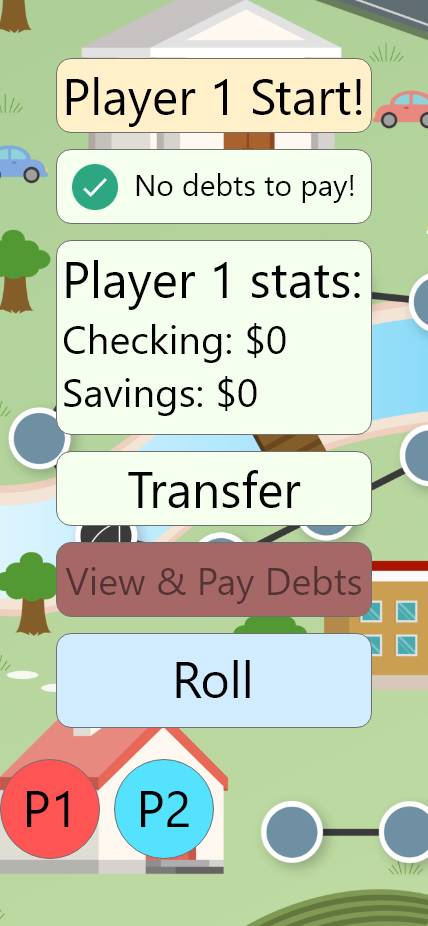 Player 1 Start!
No debts to pay!
Player 1 stats:
Checking: $0
Savings: $0
Transfer
View & Pay Debts
Roll
P1
P2